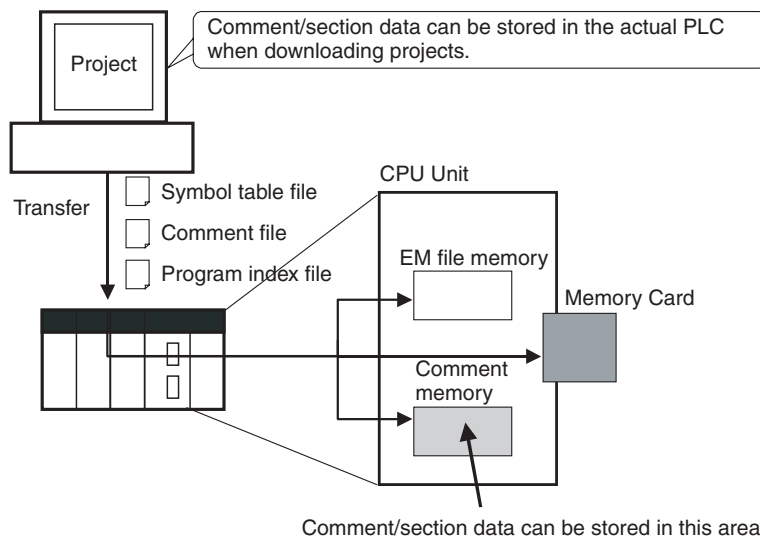 Comment/section data can be stored in the actual PLC
when downloading projects.
Project
Transfer
Symbol table file
Comment file
Program index file
CPU Unit
EM file memory
Memory Card
Comment
memory
Comment/section data can be stored in this area